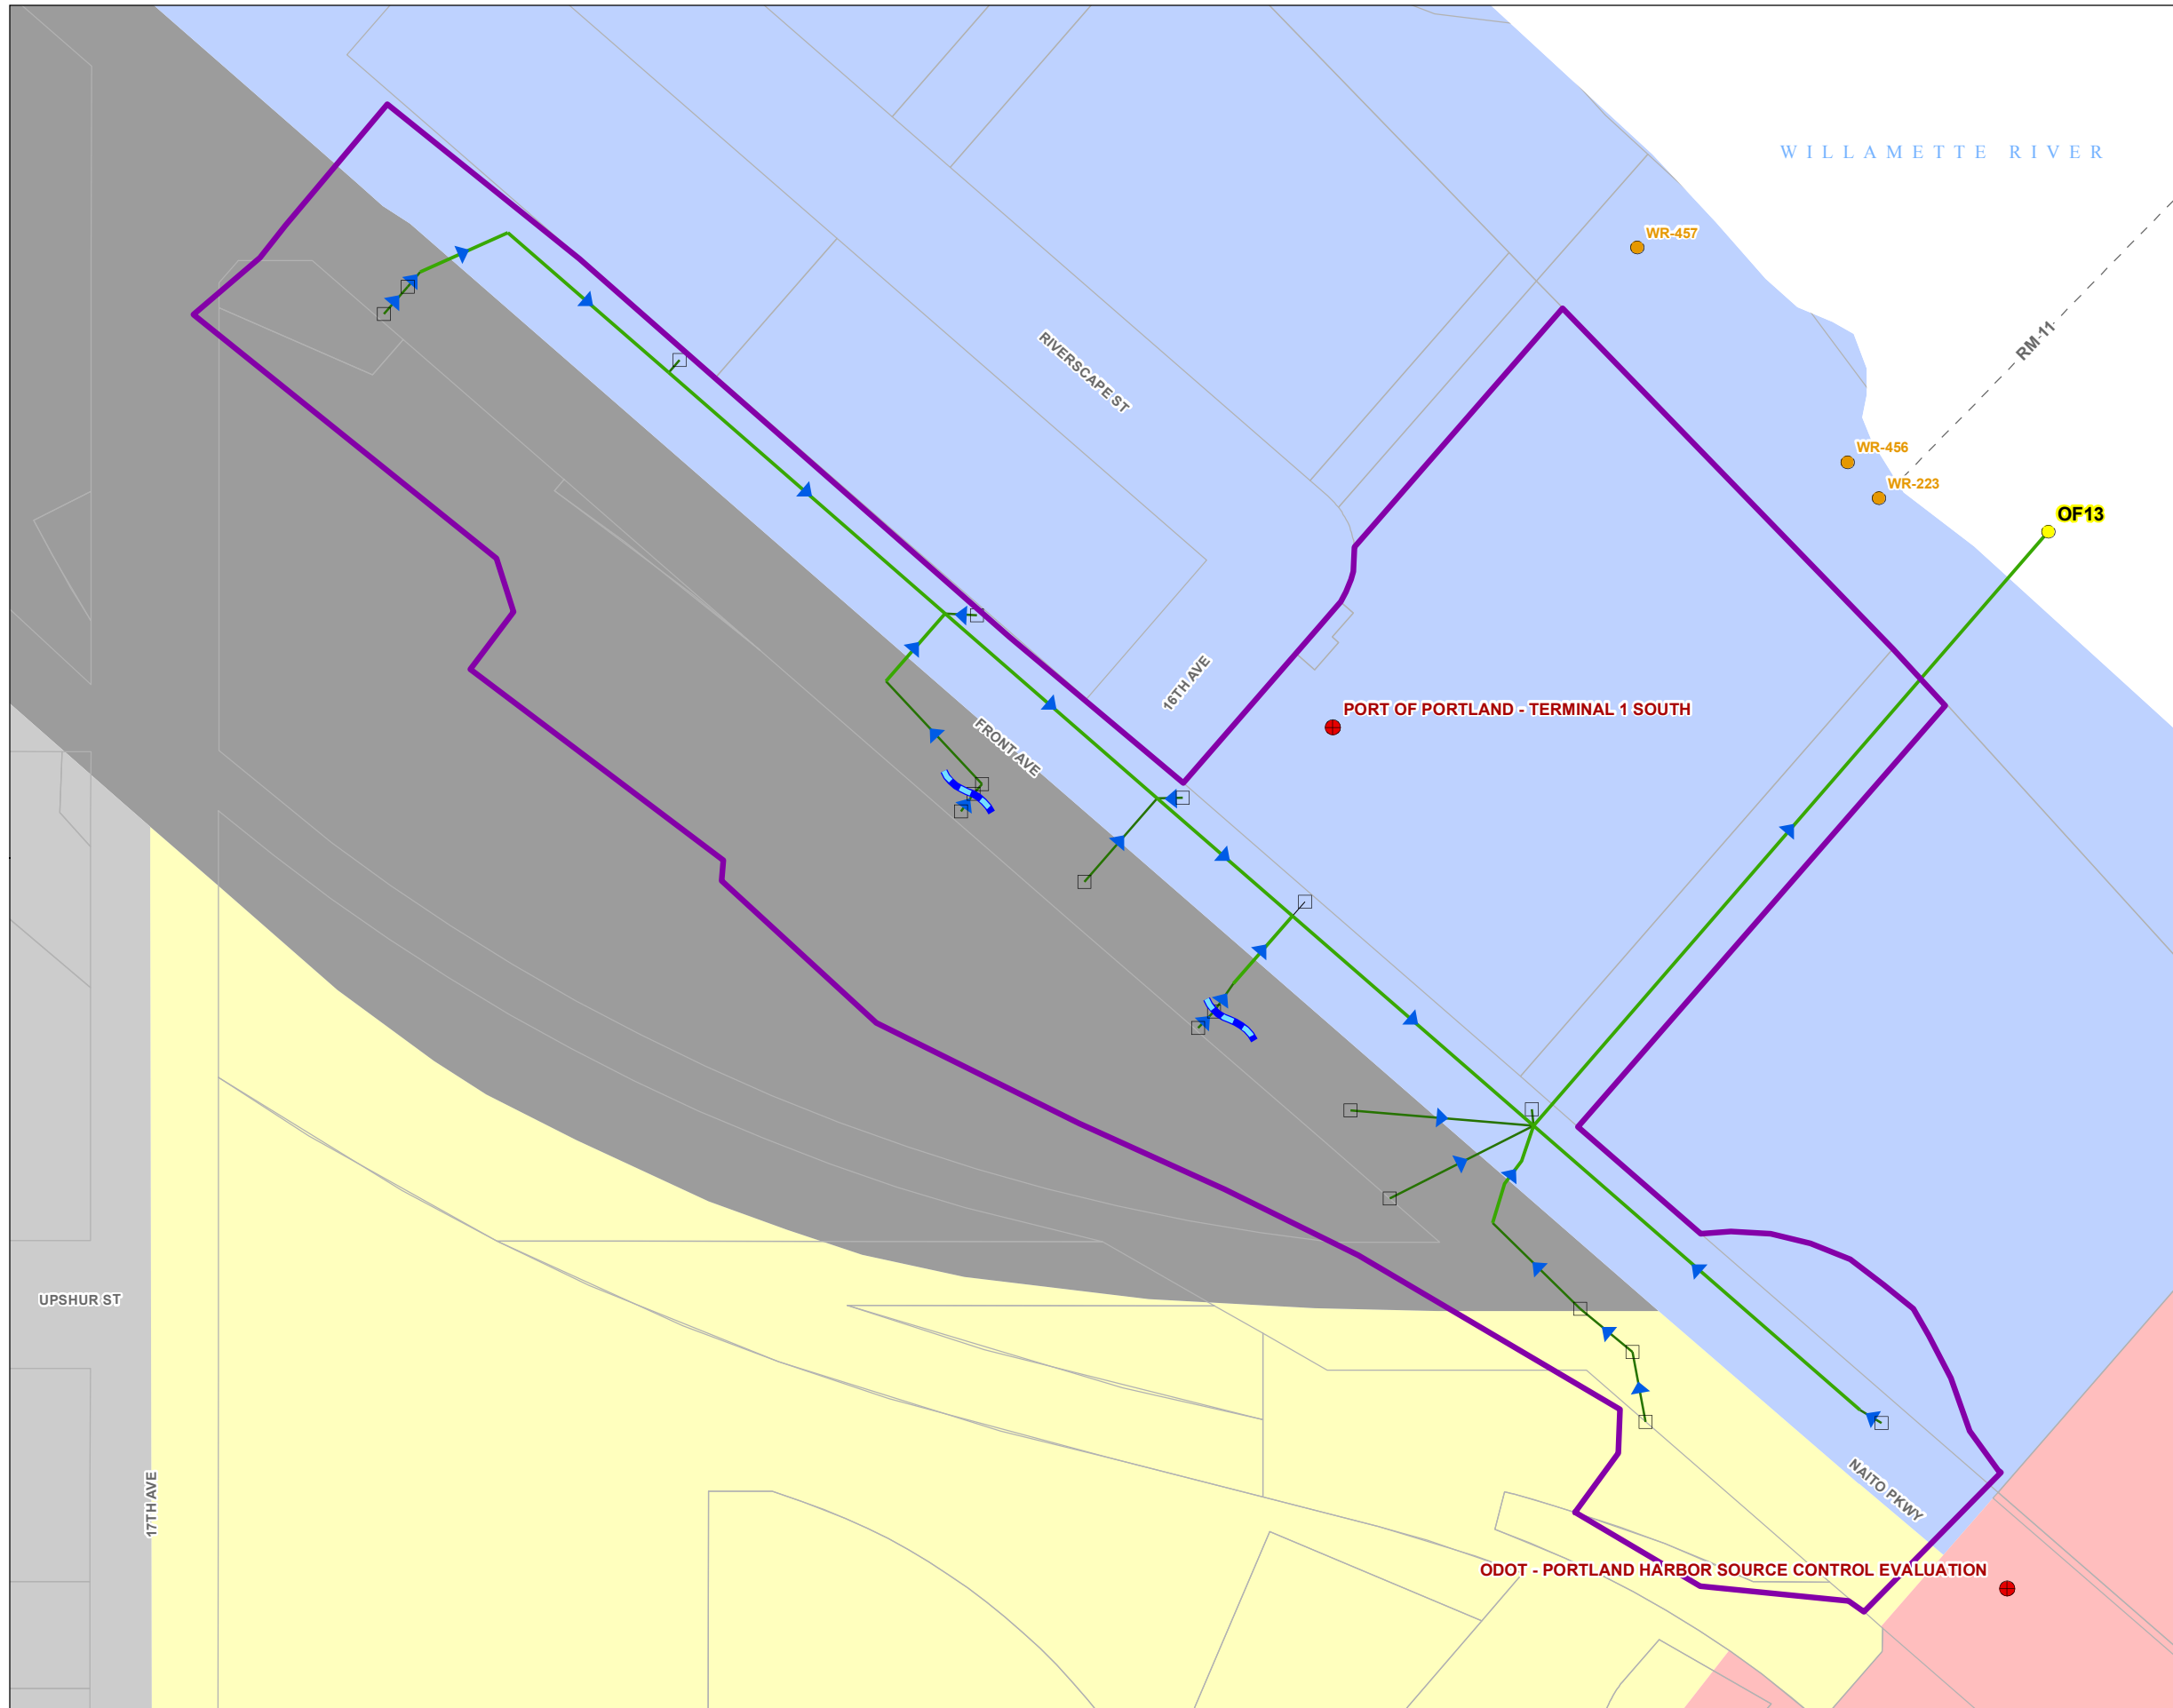 WILLAMETTE RIVER
WR-457
RM-11
RIVERSCAPE ST
WR-456
WR-223
OF13
16TH AVE
PORT OF PORTLAND - TERMINAL 1 SOUTH
FRONT AVE
UPSHUR ST
17TH AVE
NAITO PKWY
ODOT - PORTLAND HARBOR SOURCE CONTROL EVALUATION